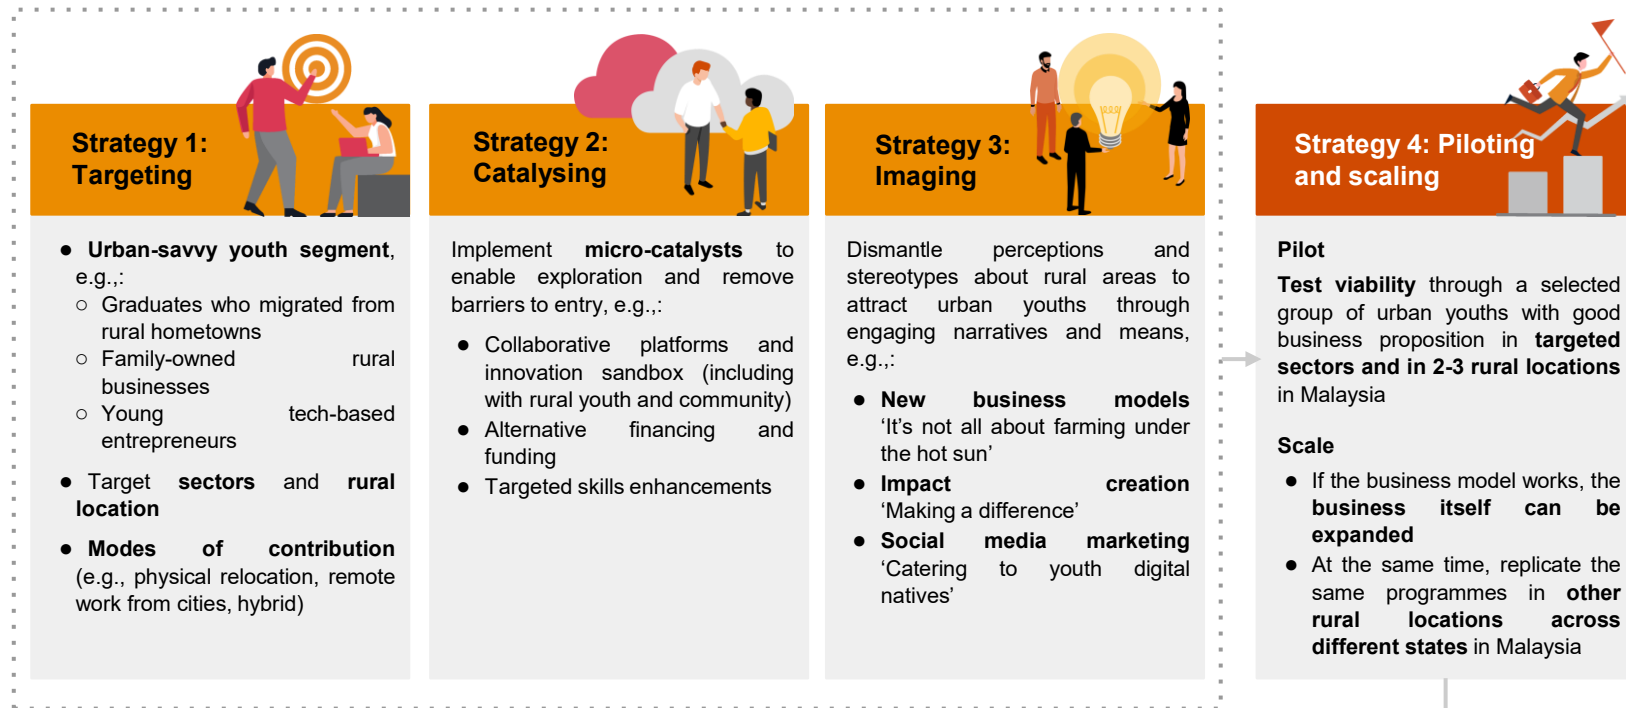 Strategy 1:
Targeting
● Urban-savvy youth segment,
e.g.,:
○ Graduates who migrated from
rural hometowns
○ Family-owned rural
businesses
○ Young tech-based
entrepreneurs
● Target sectors and rural
location
● Modes of contribution
(e.g., physical relocation, remote
work from cities, hybrid)
Strategy 2:
Catalysing
Implement micro-catalysts to
enable exploration and remove
barriers to entry, e.g.,:
● Collaborative platforms and
innovation sandbox (including
with rural youth and community)
● Alternative financing and
funding
● Targeted skills enhancements
Strategy 3:
Imaging
Dismantle perceptions and
stereotypes about rural areas to
attract urban youths through
engaging narratives and means,
e.g.,:
● New business models
‘It’s not all about farming under
the hot sun’
● Impact creation
‘Making a difference’
● Social media marketing
‘Catering to youth digital
natives’
Strategy 4: Piloting
and scaling
Pilot
Test viability through a selected
group of urban youths with good
business proposition in targeted
sectors and in 2-3 rural locations
in Malaysia
Scale
● If the business model works, the
business itself can be
expanded
● At the same time, replicate the
same programmes in other
rural locations across
different states in Malaysia